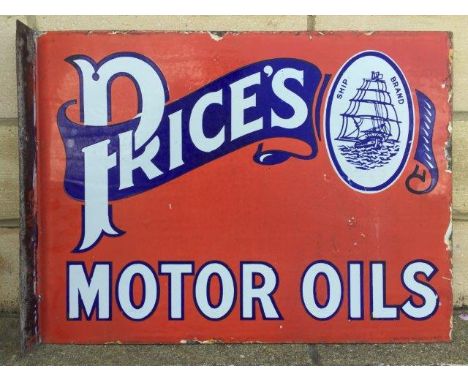 PRICE'S
SHIP BRAND
MOTOR OILS